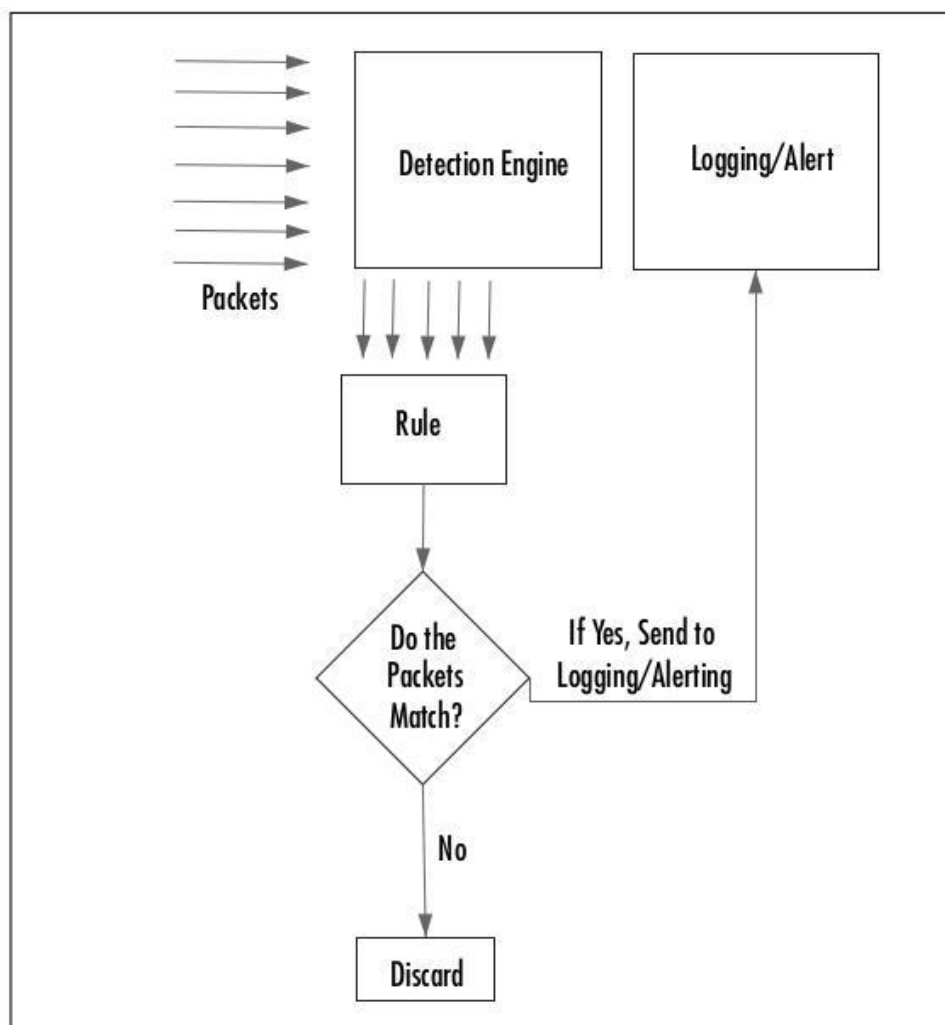 Detection Engine
Logging/Alert
Packets
Rule
Do the
Packets
Match?
If Yes, Send to
Logging/Alerting
No
Discard